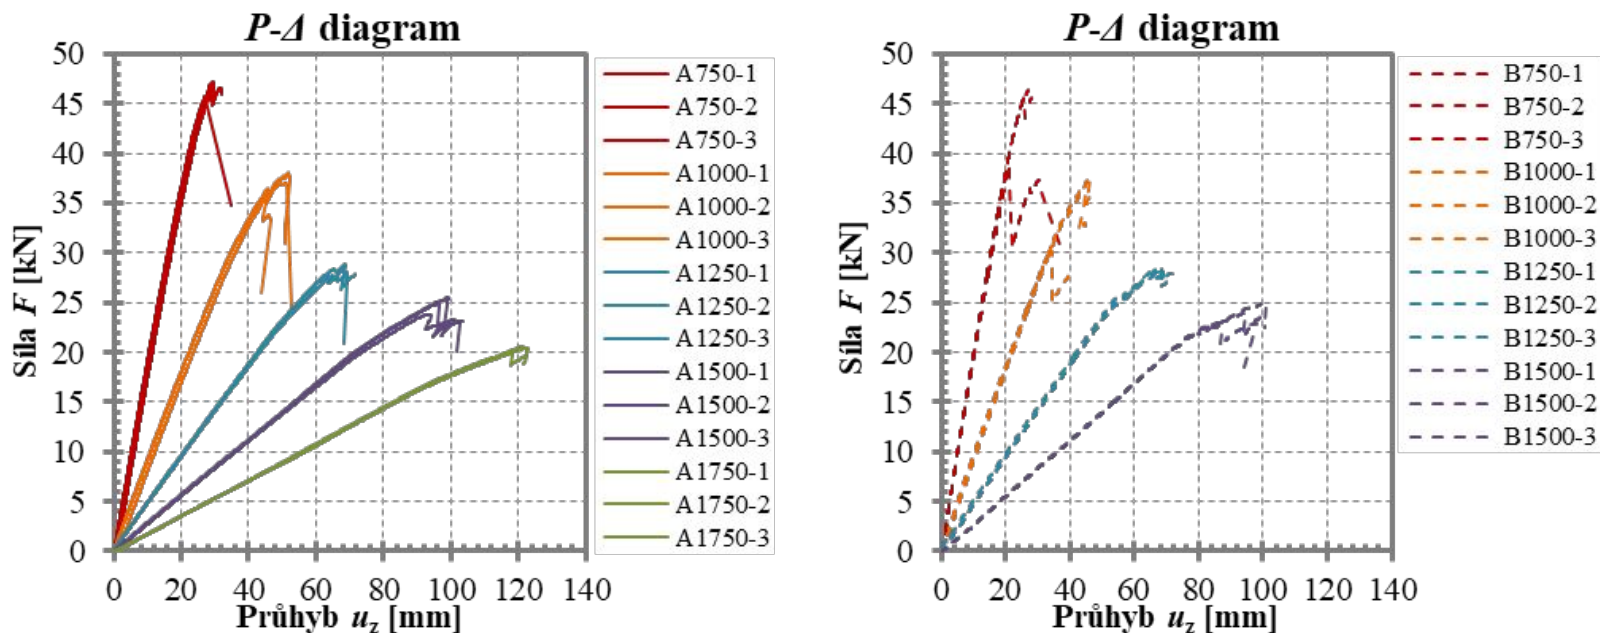 P-Δ diagram
50
45
40
35
30
25
20
15
10
5
0
Síla F [kN]
0 20 40 60 80 100 120 140
Průhyb uz [mm]
A750-1
A750-2
A750-3
A1000-1
A1000-2
A1000-3
A1250-1
A1250-2
A1250-3
A1500-1
A1500-2
A1500-3
A1750-1
A1750-2
A1750-3
P-Δ diagram
50
45
40
35
30
25
20
15
10
5
0
Síla F [kN]
0 20 40 60 80 100 120 140
Průhyb uz [mm]
B750-1
B750-2
B750-3
B1000-1
B1000-2
B1000-3
B1250-1
B1250-2
B1250-3
B1500-1
B1500-2
B1500-3